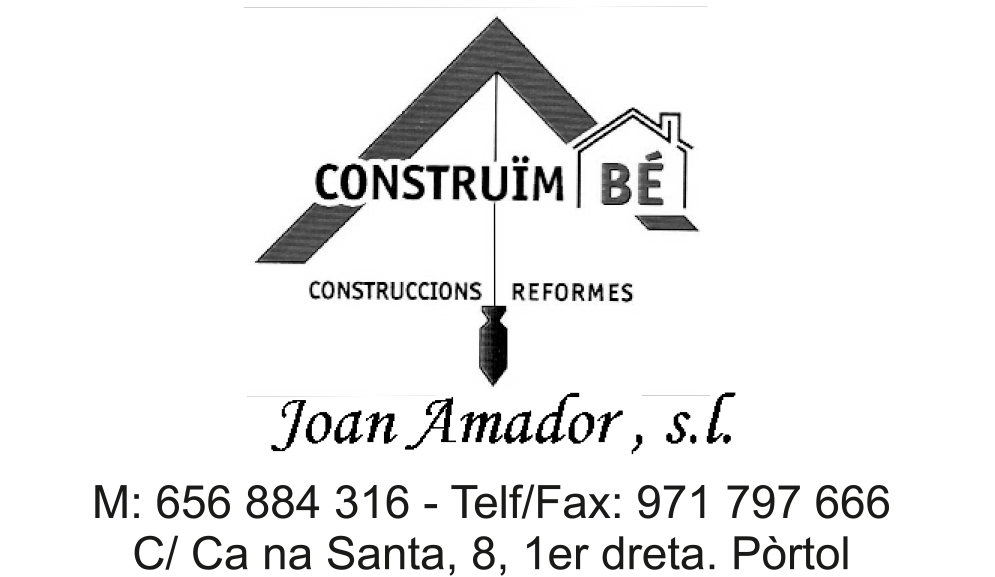 CONSTRUÏM BÉ
CONSTRUCCIONS REFORMES
Joan Amador , s.l.
M: 656 884 316 - Telf/Fax: 971 797 666
C/ Ca na Santa, 8, 1er dreta. Pòrtol